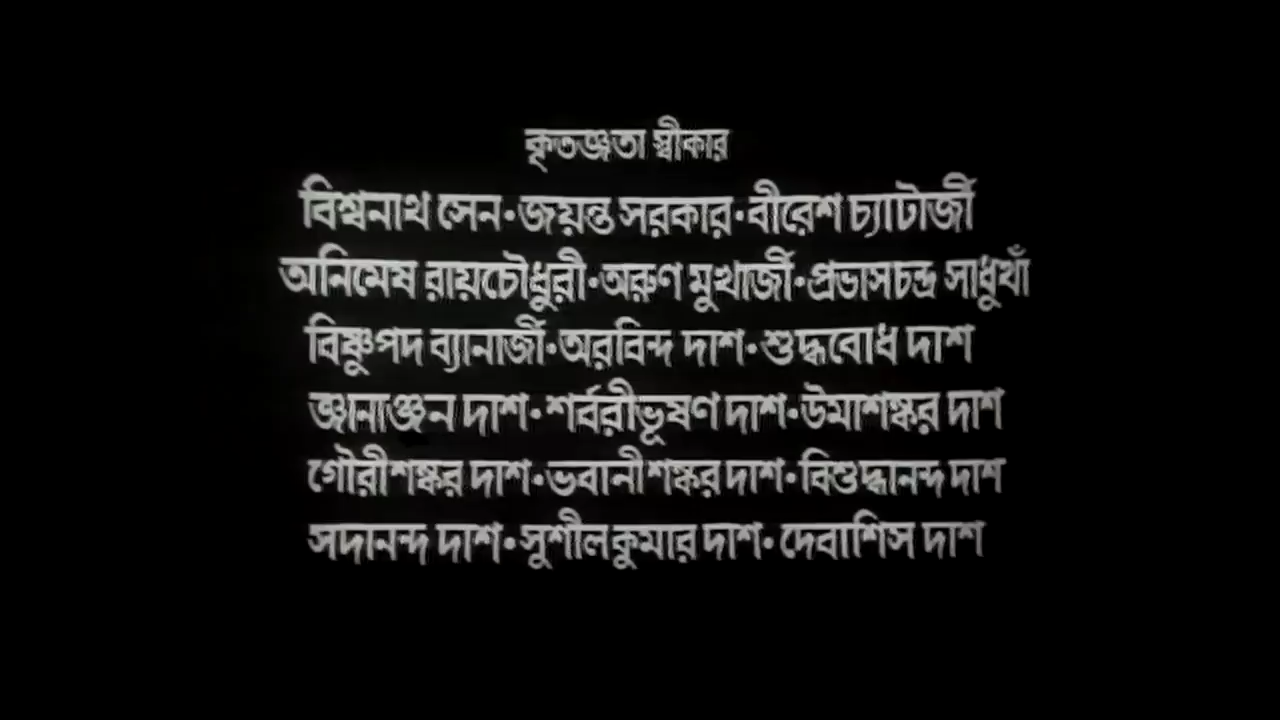 কৃতজ্ঞতা স্বীকার
বিশ্বনাথ সেন·জয়ন্ত সরকার·বীরেশ চ্যাটার্জী
অনিমেষ রায়চৌধুরী·অরুণ মুখার্জী·প্রভাসচন্দ্র সাধুখাঁ
বিষ্ণুপদ ব্যানার্জী·অরবিন্দ দাশ·শুদ্ধবোধ দাশ
জ্ঞানাঞ্জন দাশ·শর্বরীভূষণ দাশ·উমাশঙ্কর দাশ
গৌরীশঙ্কর দাশ·ভবানীশঙ্কর দাশ·বিশুদ্ধানন্দ দাশ
সদানন্দ দাশ·সুশীলকুমার দাশ·দেবাশিস দাশ